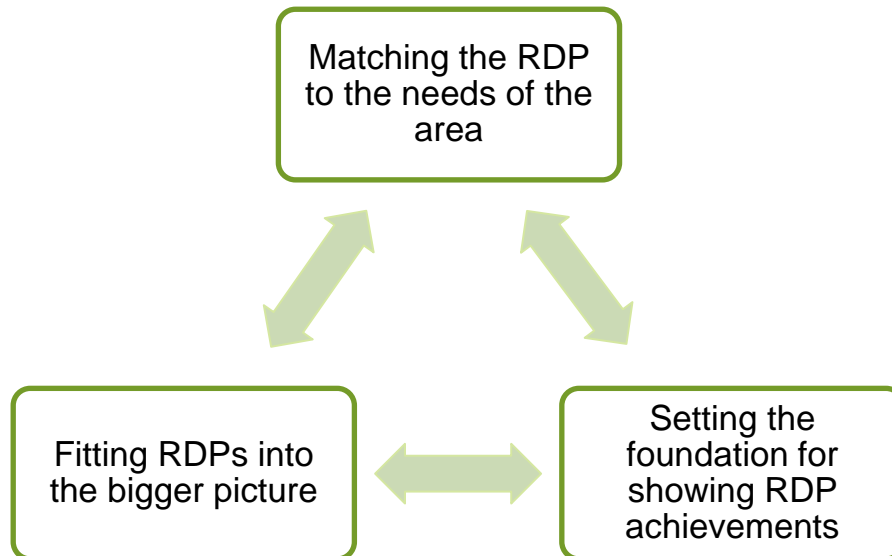 Matching the RDP
to the needs of the
area
Fitting RDPs into
the bigger picture
Setting the
foundation for
showing RDP
achievements